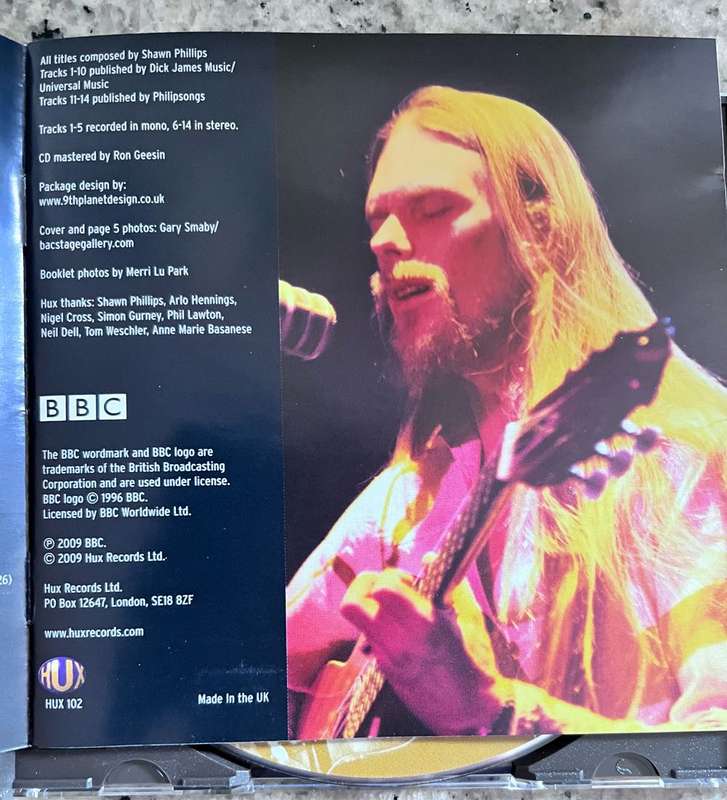 All titles composed by Shawn Phillips
Tracks 1-10 published by Dick James Music/
Universal Music
Tracks 11-14 published by Philipsongs
Tracks 1-5 recorded in mono, 6-14 in stereo.
CD mastered by Ron Geesin
Package design by:
www.9thplanetdesign.co.uk
Cover and page 5 photos: Gary Smaby/
bacstagegallery.com
Booklet photos by Merri Lu Park
Hux thanks: Shawn Phillips, Arlo Hennings,
Nigel Cross, Simon Gurney, Phil Lawton,
Neil Dell, Tom Weschler, Anne Marie Basanese
BBC
The BBC wordmark and BBC logo are
trademarks of the British Broadcasting
Corporation and are used under license.
BBC logo © 1996 BBC.
Licensed by BBC Worldwide Ltd.
℗ 2009 BBC.
© 2009 Hux Records Ltd.
26)
Hux Records Ltd.
PO Box 12647, London, SE18 8ZF
www.huxrecords.com
HUX
HUX 102
Made In the UK